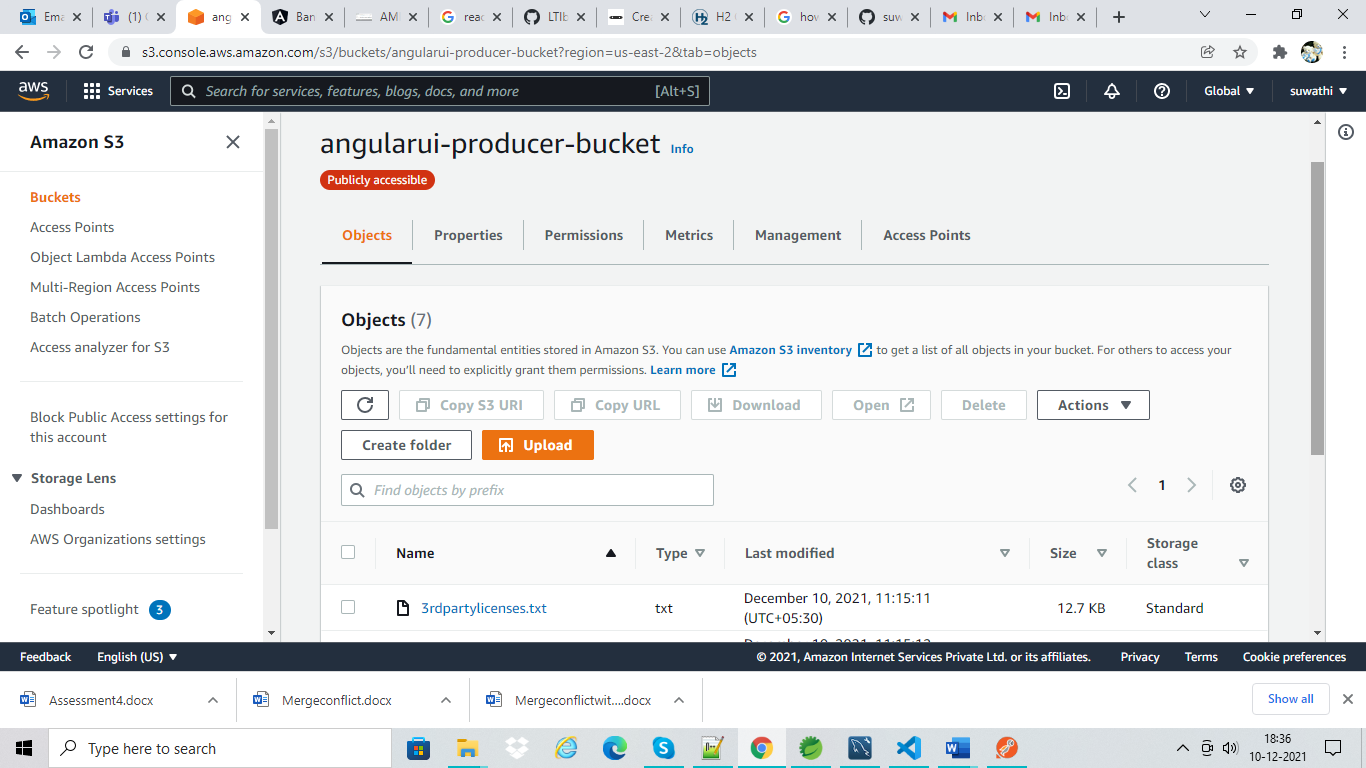 Ema
(1)
ang
Ban
AM
read
LTIb
Crea
H2
how
suw
Inbo
Inbo
s3.console.aws.amazon.com/s3/buckets/angularui-producer-bucket?region=us-east-2&tab=objects
aws
Services
Search for services, features, blogs, docs, and more
[Alt+S]
Global
suwathi
Amazon S3
Buckets
Access Points
Object Lambda Access Points
Multi-Region Access Points
Batch Operations
Access analyzer for S3
Block Public Access settings for
this account
Storage Lens
Dashboards
AWS Organizations settings
Feature spotlight 3
angularui-producer-bucket Info
Publicly accessible
Objects Properties Permissions Metrics Management Access Points
Objects (7)
Objects are the fundamental entities stored in Amazon S3. You can use Amazon S3 inventory to get a list of all objects in your bucket. For others to access your
objects, you'll need to explicitly grant them permissions. Learn more
Copy S3 URI Copy URL Download Open Delete Actions
Create folder Upload
Find objects by prefix
1
Name Type Last modified Size Storage
class
3rdpartylicenses.txt txt December 10, 2021, 11:15:11
(UTC+05:30) 12.7 KB Standard
Feedback English (US) © 2021, Amazon Internet Services Private Ltd. or its affiliates. Privacy Terms Cookie preferences
Assessment4.docx Mergeconflict.docx Mergeconflictwit....docx Show all
Type here to search
18:36
10-12-2021